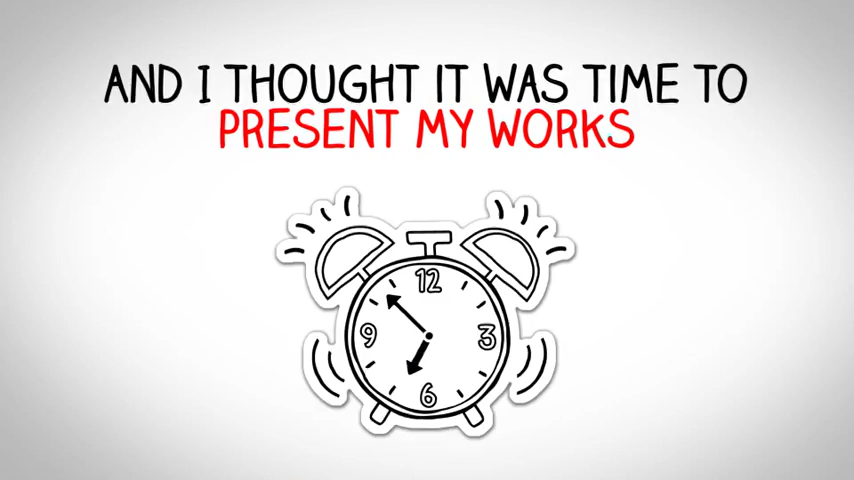 AND I THOUGHT IT WAS TIME TO
PRESENT MY WORKS
12
9
3
6